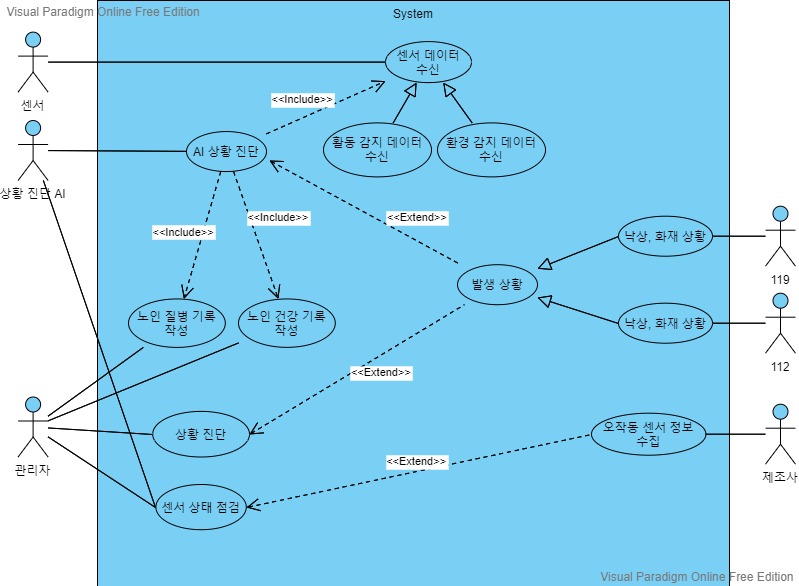 Visual Paradigm Online Free Edition
System
센서
센서 데이터
수신
<<Include>>
상황 진단 AI
AI 상황 진단
활동 감지 데이터
수신
환경 감지 데이터
수신
<<Include>>
<<Include>>
<<Extend>>
낙상, 화재 상황
119
발생 상황
노인 질병 기록
작성
노인 건강 기록
작성
낙상, 화재 상황
112
<<Extend>>
관리자
상황 진단
오작동 센서 정보
수집
제조사
<<Extend>>
센서 상태 점검
Visual Paradigm Online Free Edition